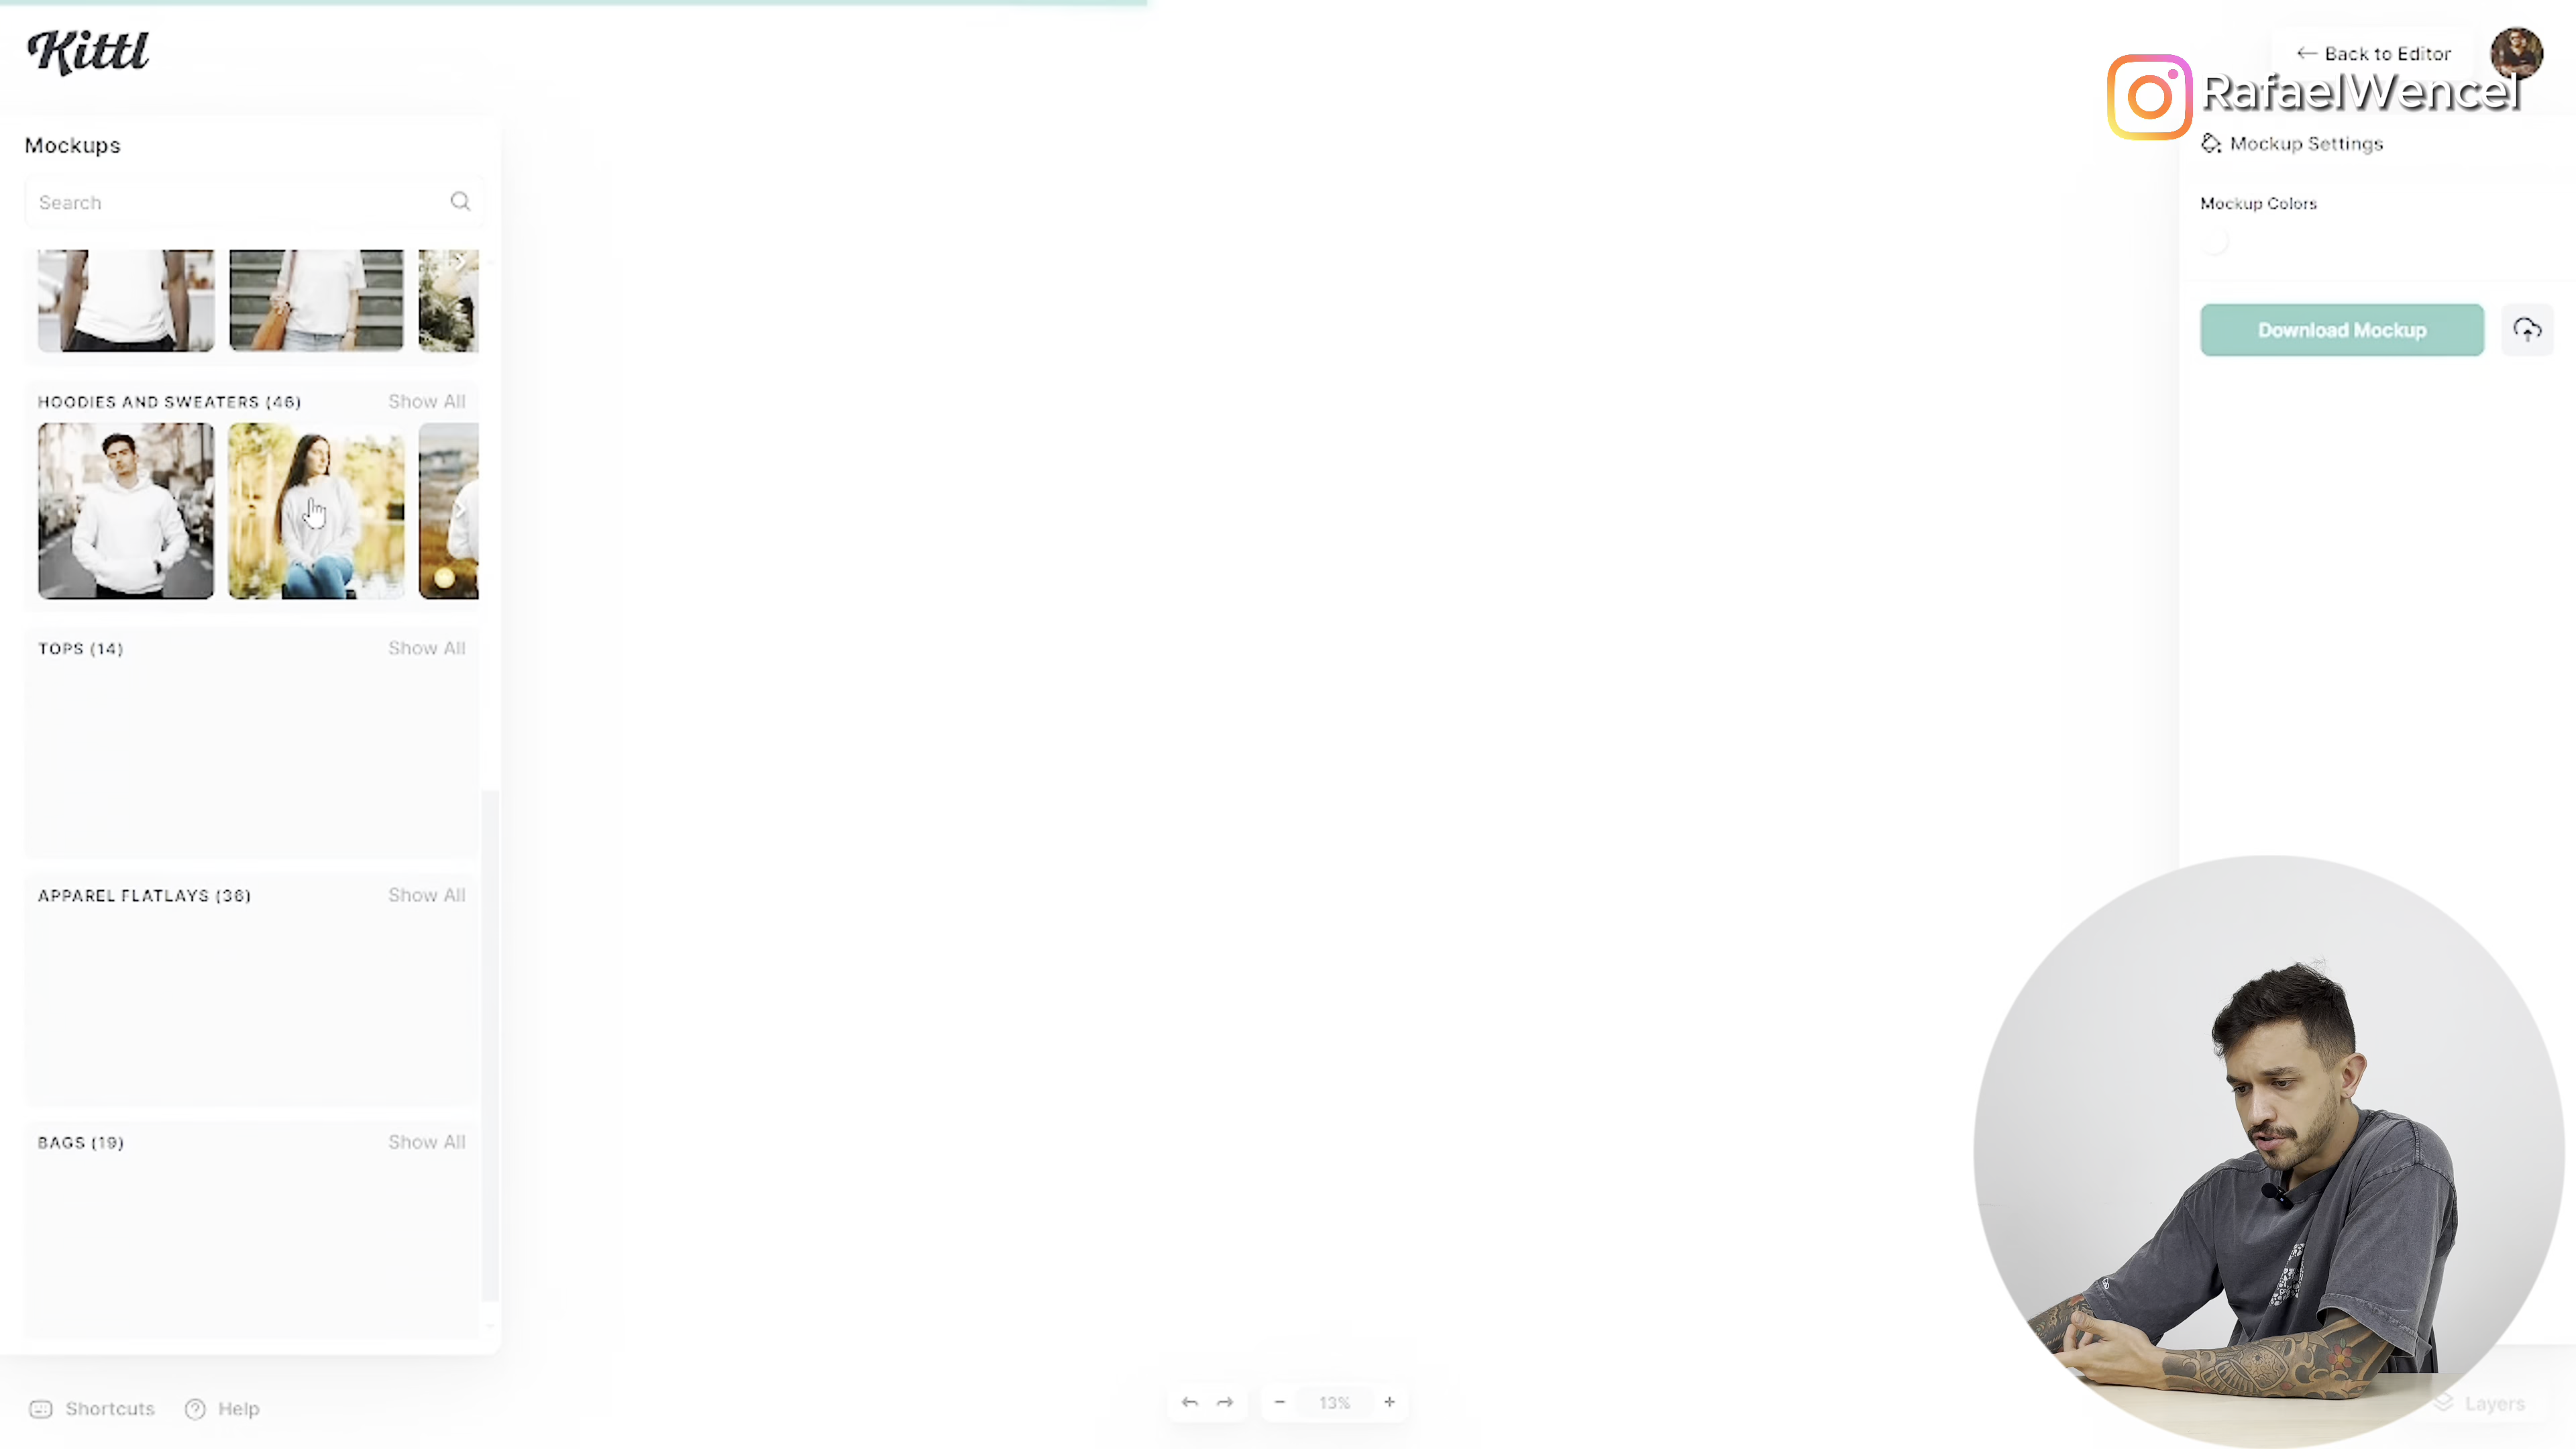 Kittl
← Back to Editor
RafaelWencel
Mockups
Search
Mockup Settings
Mockup Colors
Download Mockup
HOODIES AND SWEATERS (46) Show All
TOPS (14) Show All
APPAREL FLATLAYS (36) Show All
BAGS (19) Show All
Shortcuts Help
− 13% +
Layers